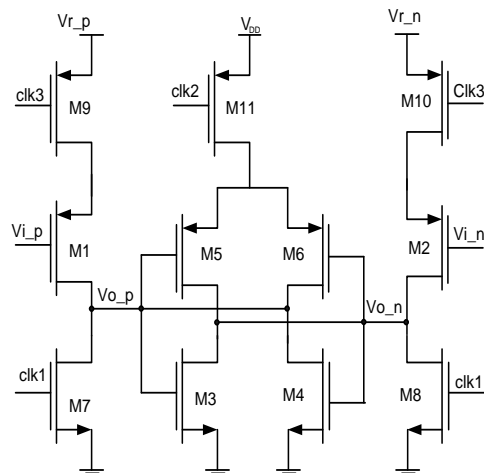 Vr_p
VDD
Vr_n
clk3
M9
clk2
M11
M10
Clk3
Vi_p
M1
M5
M6
M2
Vi_n
Vo_p
Vo_n
clk1
M7
M3
M4
M8
clk1